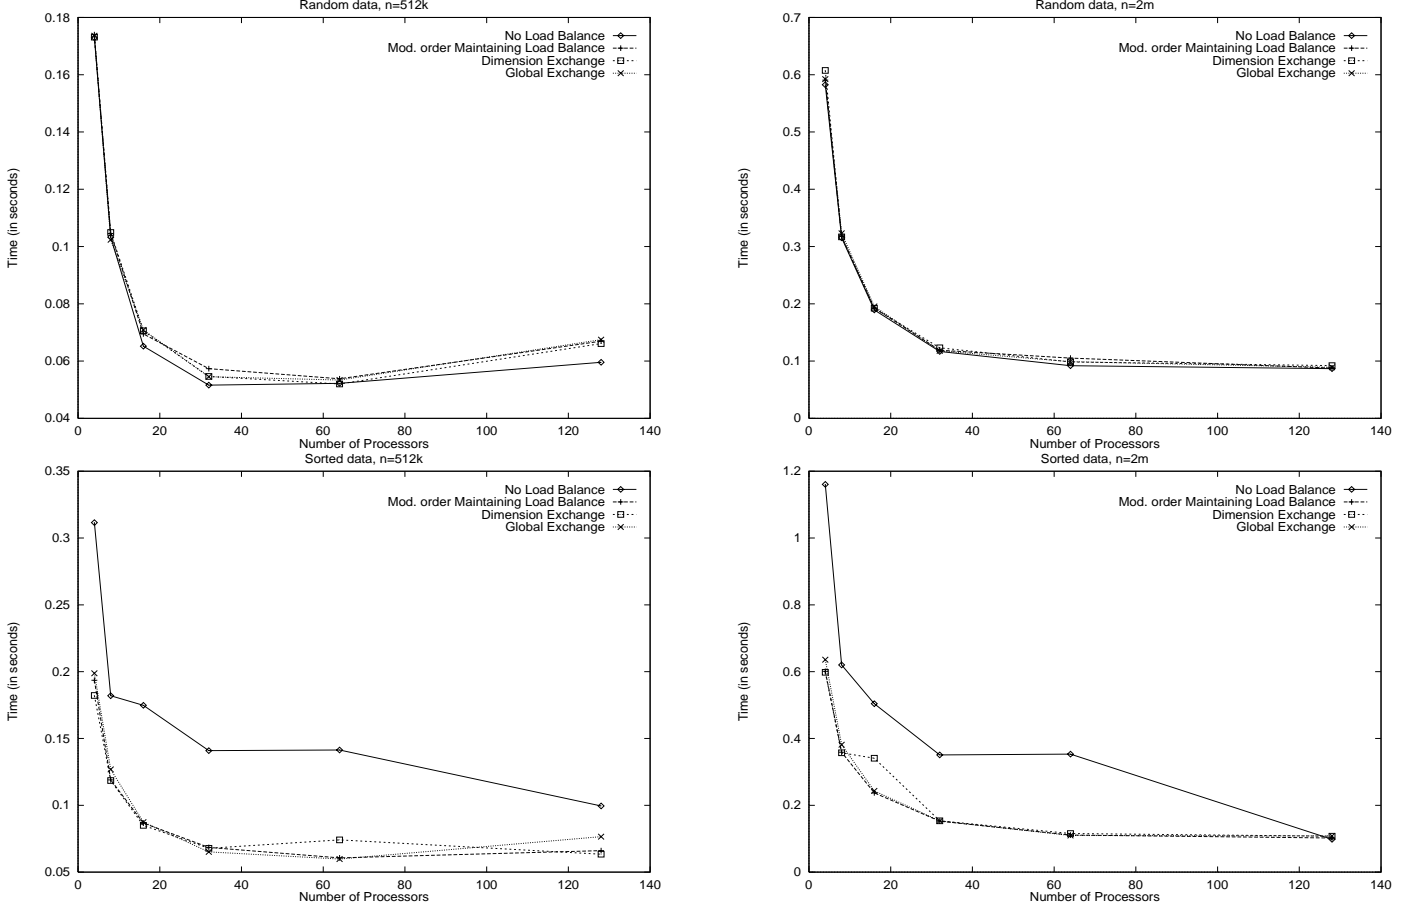 Random data, n=512k
0.18
0.16
0.14
0.12
0.1
0.08
0.06
0.04
Time (in seconds)
No Load Balance
Mod. order Maintaining Load Balance
Dimension Exchange
Global Exchange
0 20 40 60 80 100 120 140
Number of Processors
Random data, n=2m
0.7
0.6
0.5
0.4
0.3
0.2
0.1
0
Time (in seconds)
No Load Balance
Mod. order Maintaining Load Balance
Dimension Exchange
Global Exchange
0 20 40 60 80 100 120 140
Number of Processors
Sorted data, n=512k
0.35
0.3
0.25
0.2
0.15
0.1
0.05
Time (in seconds)
No Load Balance
Mod. order Maintaining Load Balance
Dimension Exchange
Global Exchange
0 20 40 60 80 100 120 140
Number of Processors
Sorted data, n=2m
1.2
1
0.8
0.6
0.4
0.2
0
Time (in seconds)
No Load Balance
Mod. order Maintaining Load Balance
Dimension Exchange
Global Exchange
0 20 40 60 80 100 120 140
Number of Processors